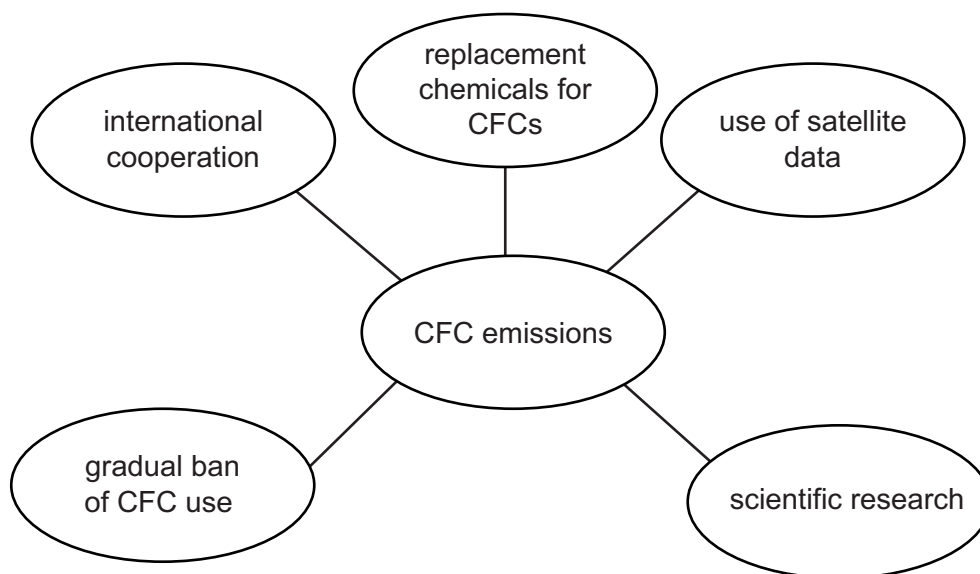 replacement
chemicals for
CFCs
international
cooperation
use of satellite
data
CFC emissions
gradual ban
of CFC use
scientific research